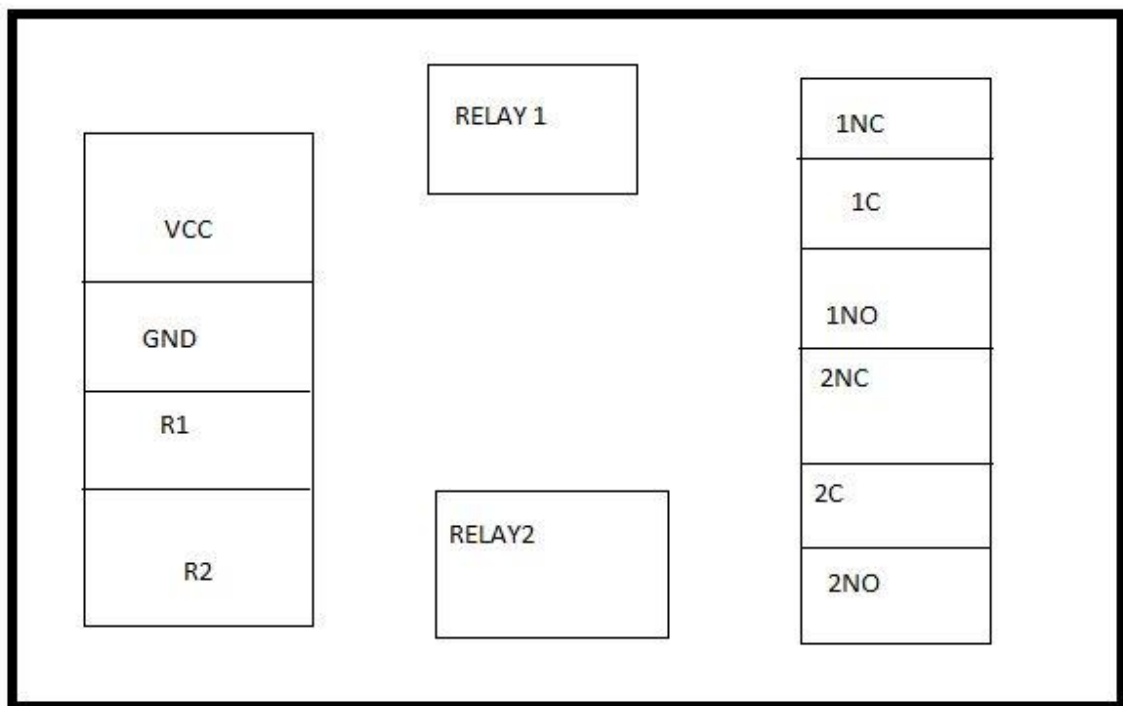 VCC
GND
R1
R2
RELAY 1
RELAY2
1NC
1C
1NO
2NC
2C
2NO